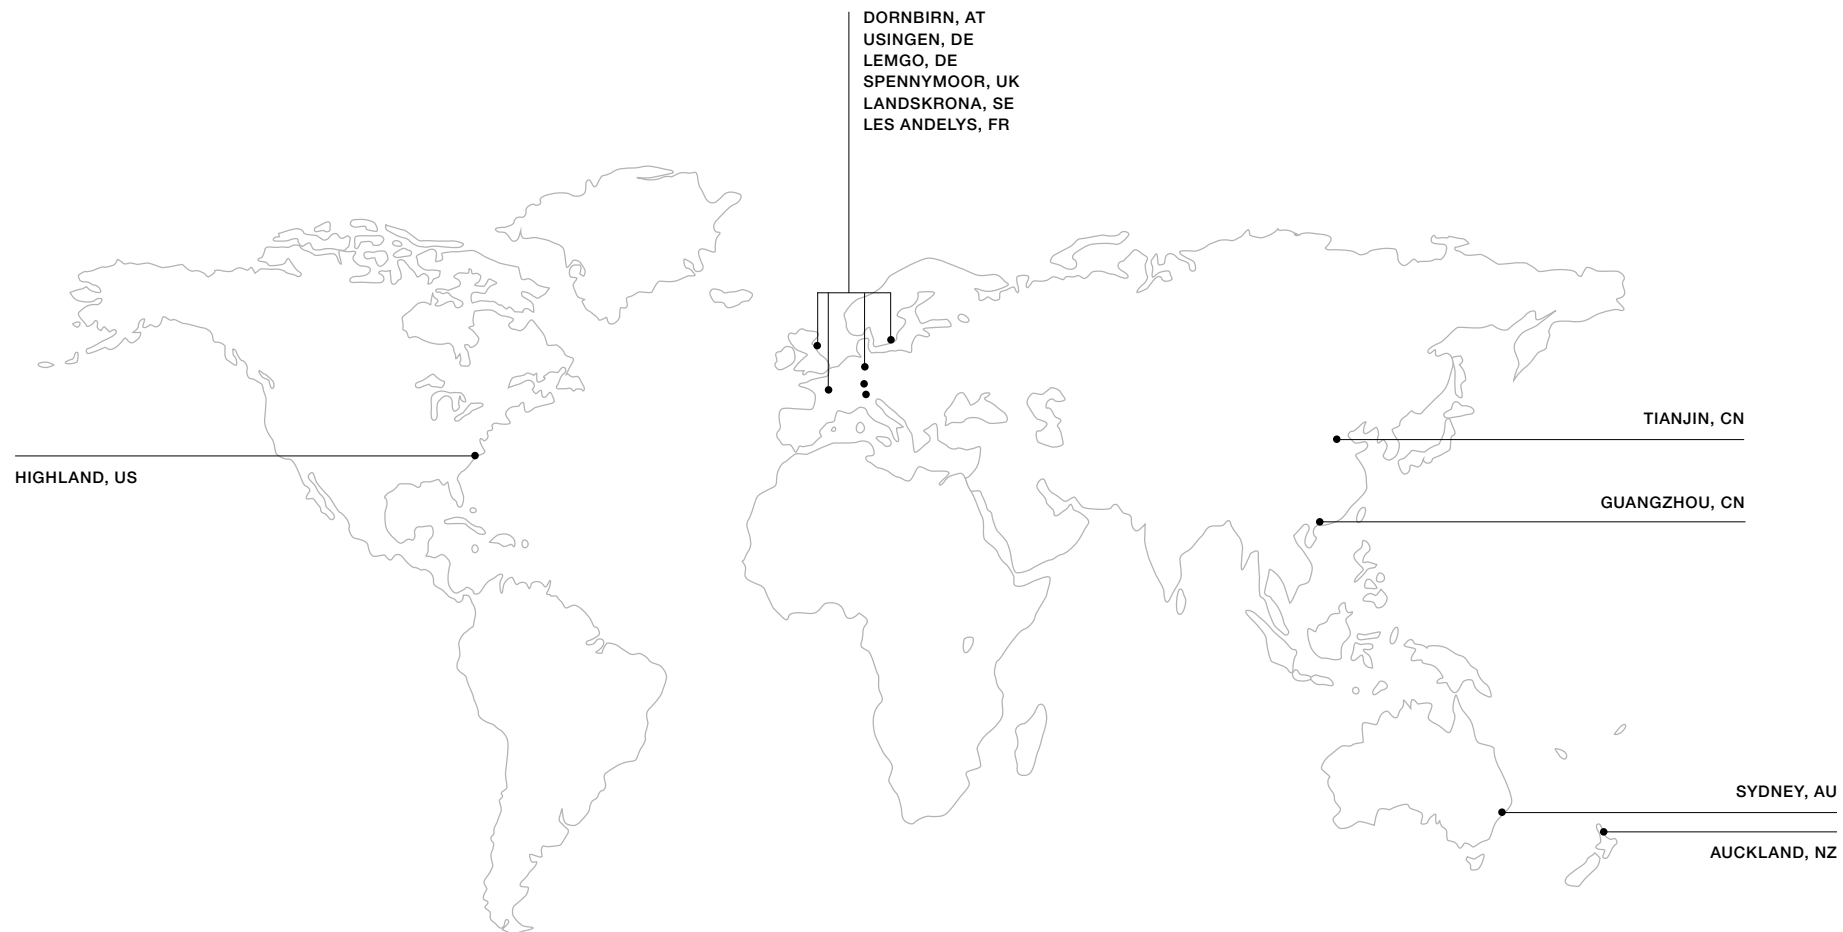 DORNBIRN, AT
USINGEN, DE
LEMGO, DE
SPENNYMOOR, UK
LANDSKRONA, SE
LES ANDELYS, FR
TIANJIN, CN
HIGHLAND, US
GUANGZHOU, CN
SYDNEY, AU
AUCKLAND, NZ